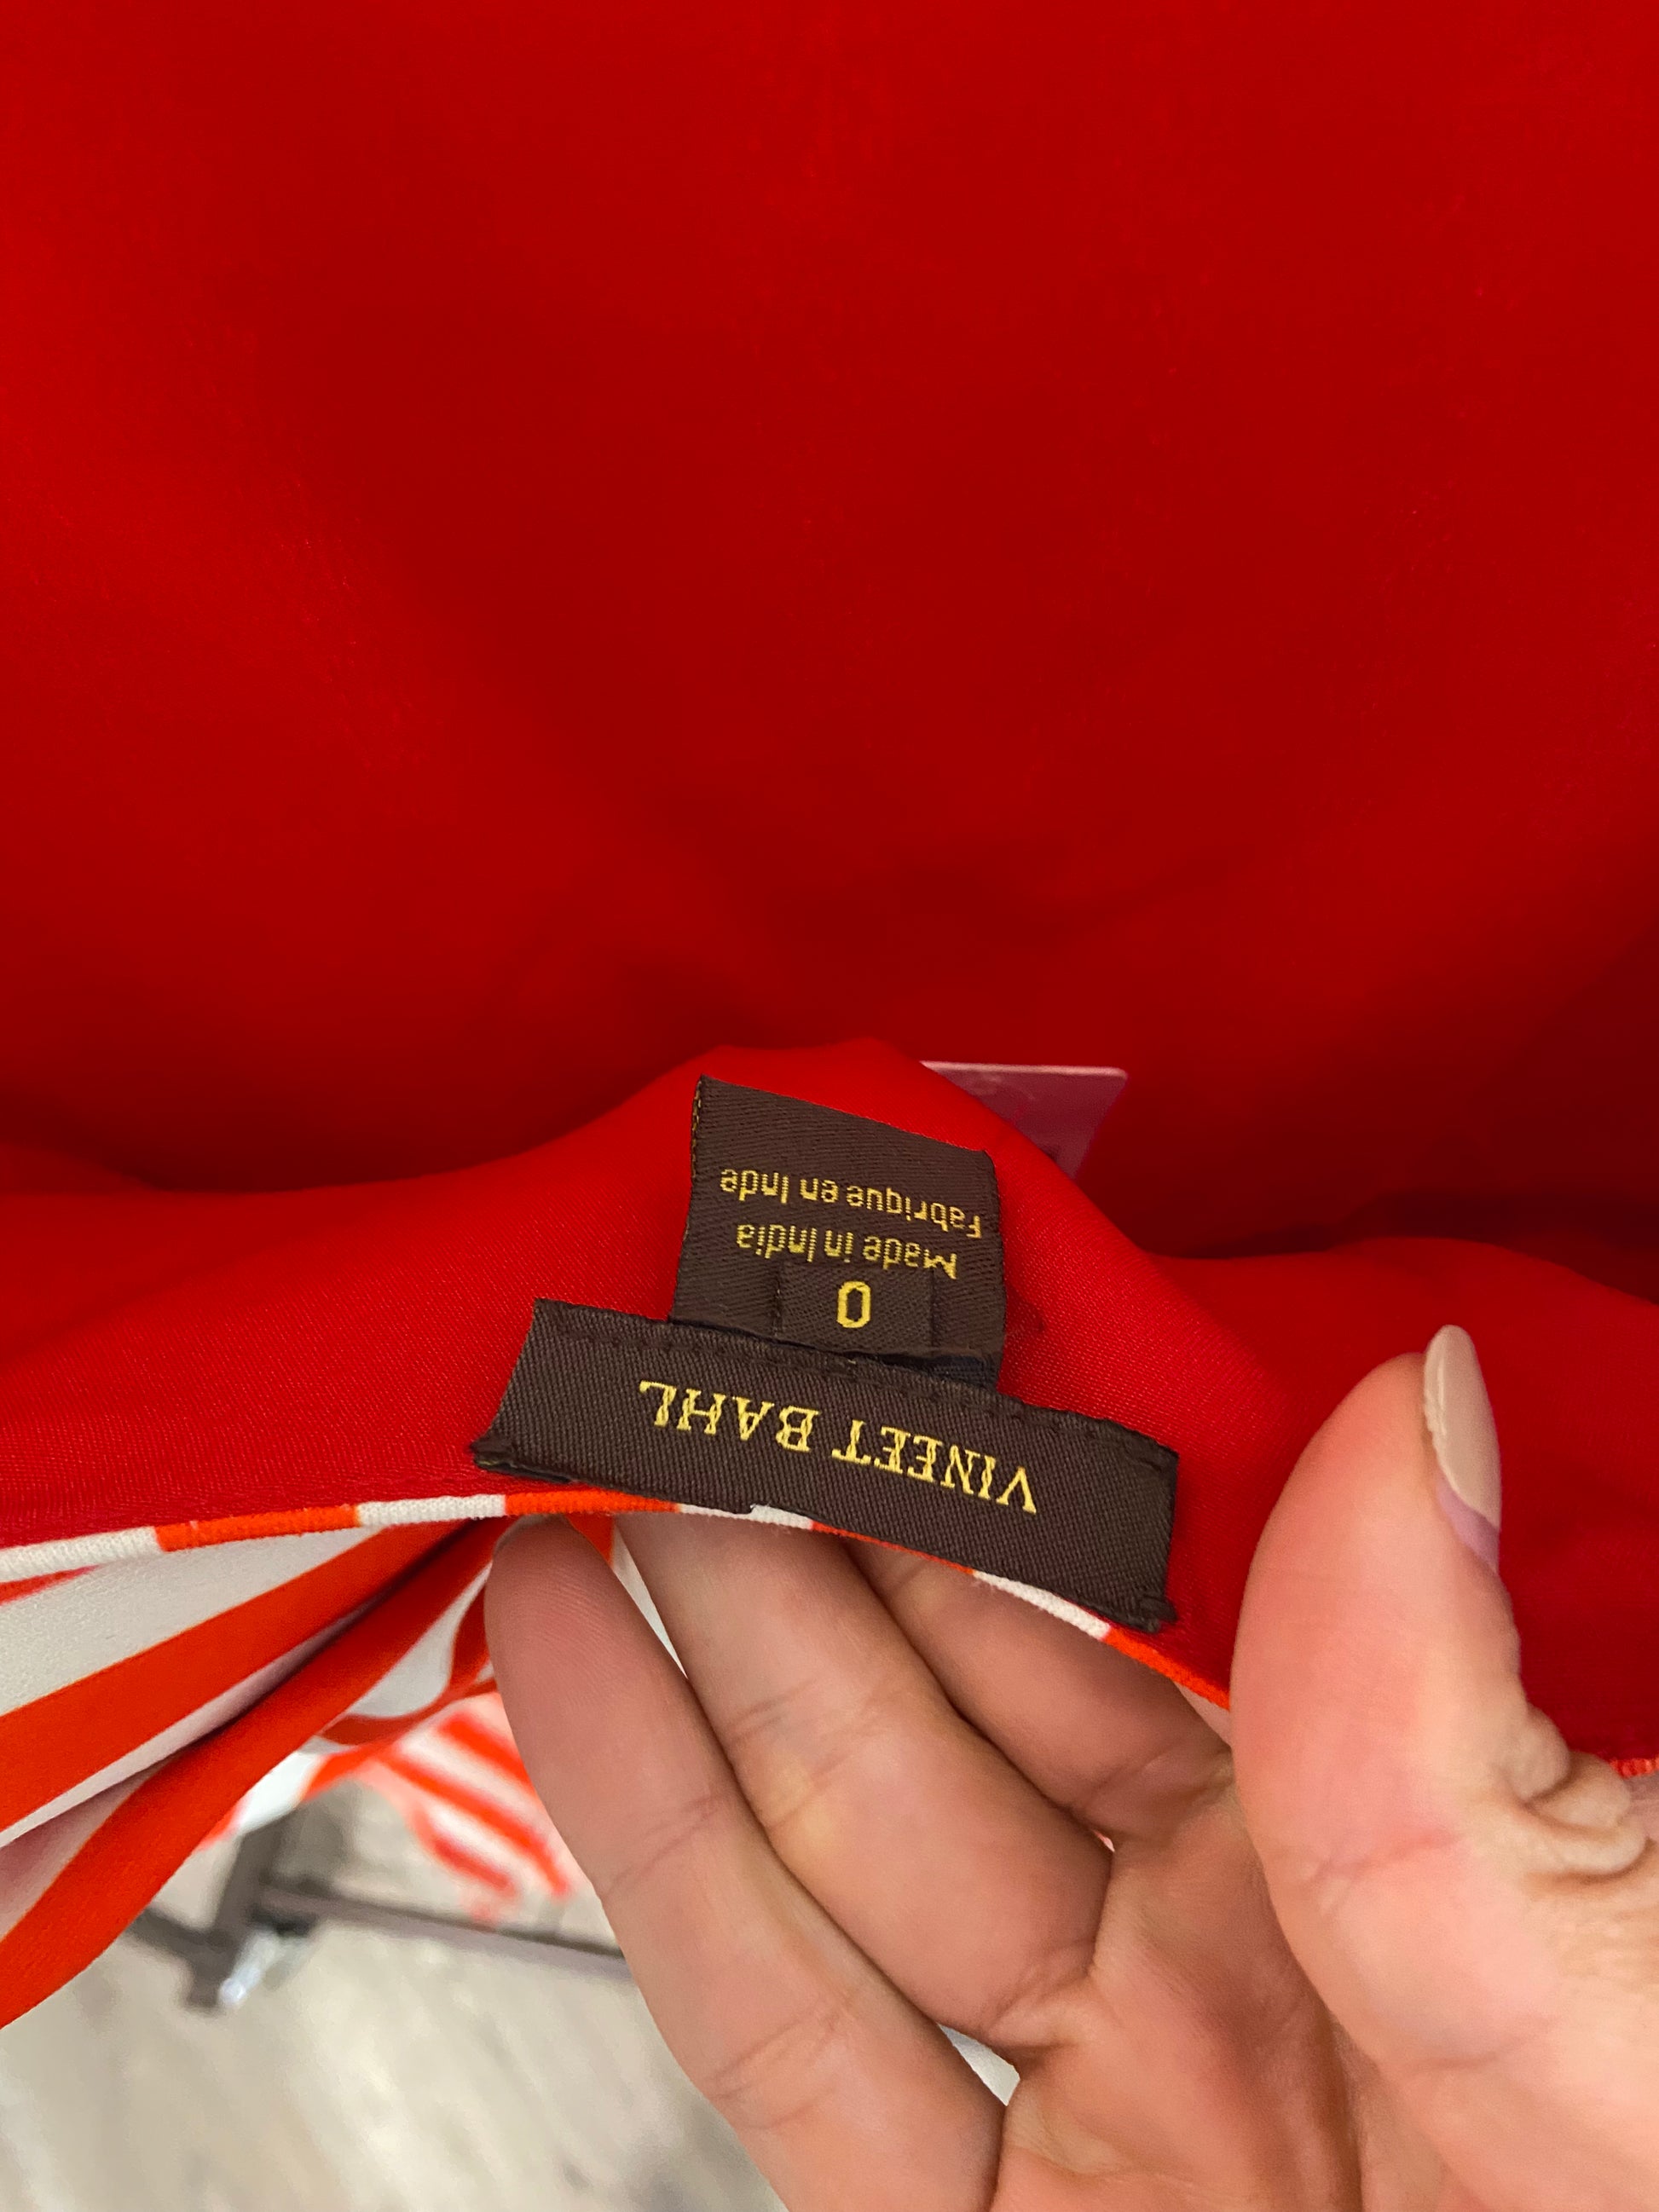 VINEET BAHL
0
Made in India
Fabrique en Inde